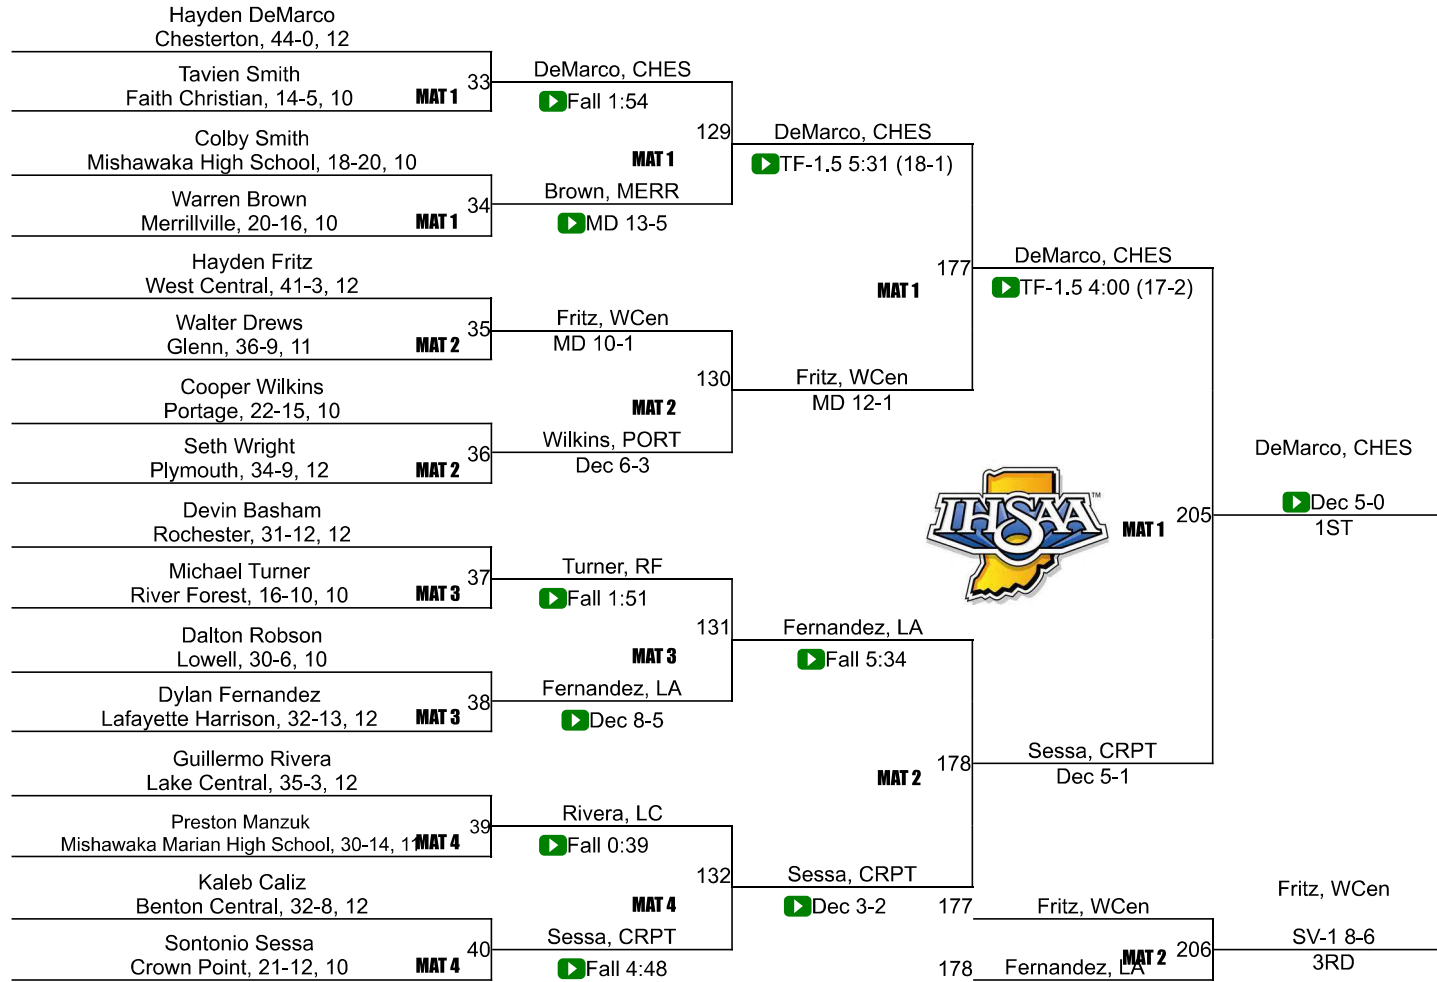 Hayden DeMarco
Chesterton, 44-0, 12
33
Tavien Smith
Faith Christian, 14-5, 10
MAT 1
DeMarco, CHES
Fall 1:54
129
MAT 1
Colby Smith
Mishawaka High School, 18-20, 10
34
Warren Brown
Merrillville, 20-16, 10
MAT 1
Brown, MERR
MD 13-5
DeMarco, CHES
TF-1.5 5:31 (18-1)
177
MAT 1
Hayden Fritz
West Central, 41-3, 12
35
Walter Drews
Glenn, 36-9, 11
MAT 2
Fritz, WCen
MD 10-1
130
MAT 2
Cooper Wilkins
Portage, 22-15, 10
36
Seth Wright
Plymouth, 34-9, 12
MAT 2
Wilkins, PORT
Dec 6-3
Fritz, WCen
MD 12-1
DeMarco, CHES
TF-1.5 4:00 (17-2)
IHSAA
TM
MAT 1
205
DeMarco, CHES
Dec 5-0
1ST
Devin Basham
Rochester, 31-12, 12
37
Michael Turner
River Forest, 16-10, 10
MAT 3
Turner, RF
Fall 1:51
131
MAT 3
Dalton Robson
Lowell, 30-6, 10
38
Dylan Fernandez
Lafayette Harrison, 32-13, 12
MAT 3
Fernandez, LA
Dec 8-5
Fernandez, LA
Fall 5:34
178
MAT 2
Sessa, CRPT
Dec 5-1
Guillermo Rivera
Lake Central, 35-3, 12
39
Preston Manzuk
Mishawaka Marian High School, 30-14, 11
MAT 4
Rivera, LC
Fall 0:39
132
MAT 4
Kaleb Caliz
Benton Central, 32-8, 12
40
Sontonio Sessa
Crown Point, 21-12, 10
MAT 4
Sessa, CRPT
Fall 4:48
Sessa, CRPT
Dec 3-2
177
Fritz, WCen
178
Fernandez, LA
MAT 2
206
Fritz, WCen
SV-1 8-6
3RD